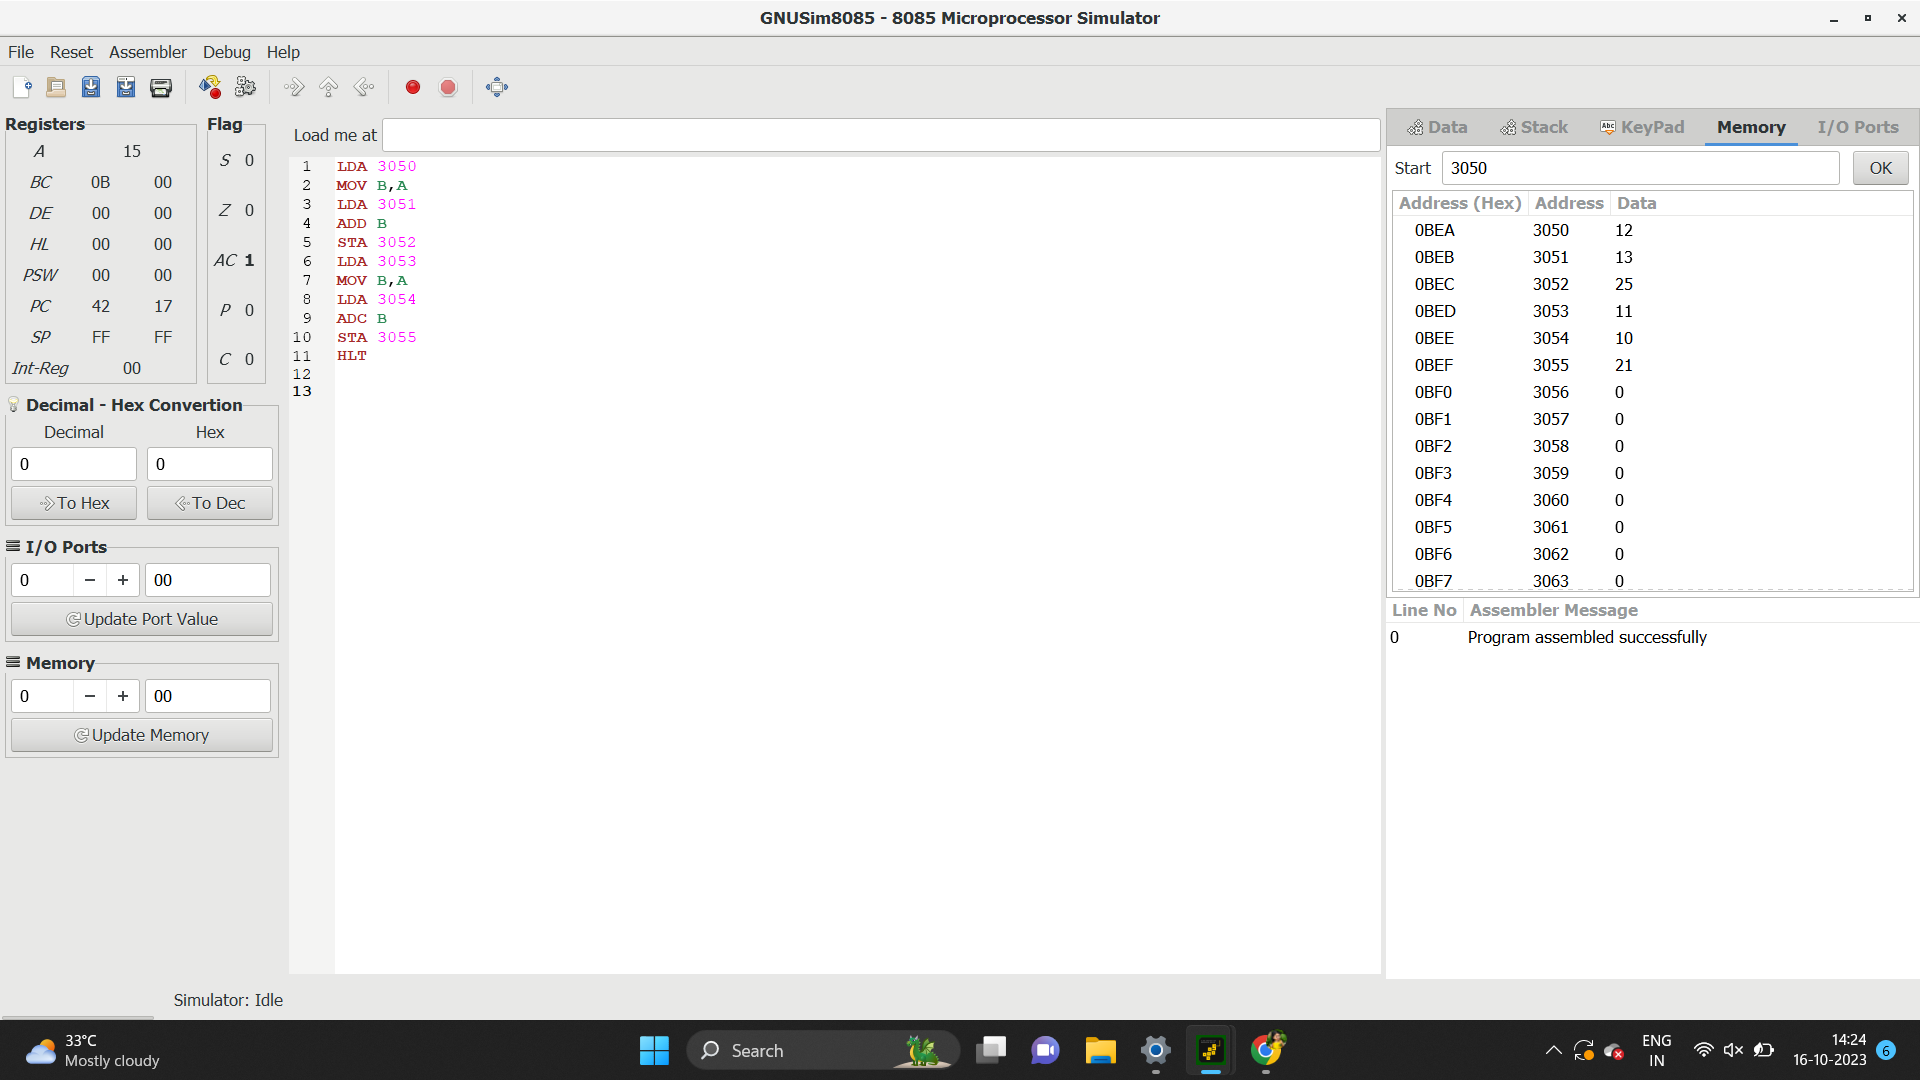 GNUSim8085 - 8085 Microprocessor Simulator
File Reset Assembler Debug Help
Registers
A 15
BC 0B 00
DE 00 00
HL 00 00
PSW 00 00
PC 42 17
SP FF FF
Int-Reg 00
Flag
S 0
Z 0
AC 1
P 0
C 0
Decimal - Hex Convertion
Decimal Hex
0 0
To Hex To Dec
I/O Ports
0 − + 00
Update Port Value
Memory
0 − + 00
Update Memory
Load me at
1 LDA 3050
2 MOV B,A
3 LDA 3051
4 ADD B
5 STA 3052
6 LDA 3053
7 MOV B,A
8 LDA 3054
9 ADC B
10 STA 3055
11 HLT
12
13
Data Stack Abc KeyPad Memory I/O Ports
Start 3050 OK
Address (Hex) Address Data
0BEA 3050 12
0BEB 3051 13
0BEC 3052 25
0BED 3053 11
0BEE 3054 10
0BEF 3055 21
0BF0 3056 0
0BF1 3057 0
0BF2 3058 0
0BF3 3059 0
0BF4 3060 0
0BF5 3061 0
0BF6 3062 0
0BF7 3063 0
Line No Assembler Message
0 Program assembled successfully
Simulator: Idle
33°C
Mostly cloudy
Search
ENG
IN
14:24
16-10-2023
6